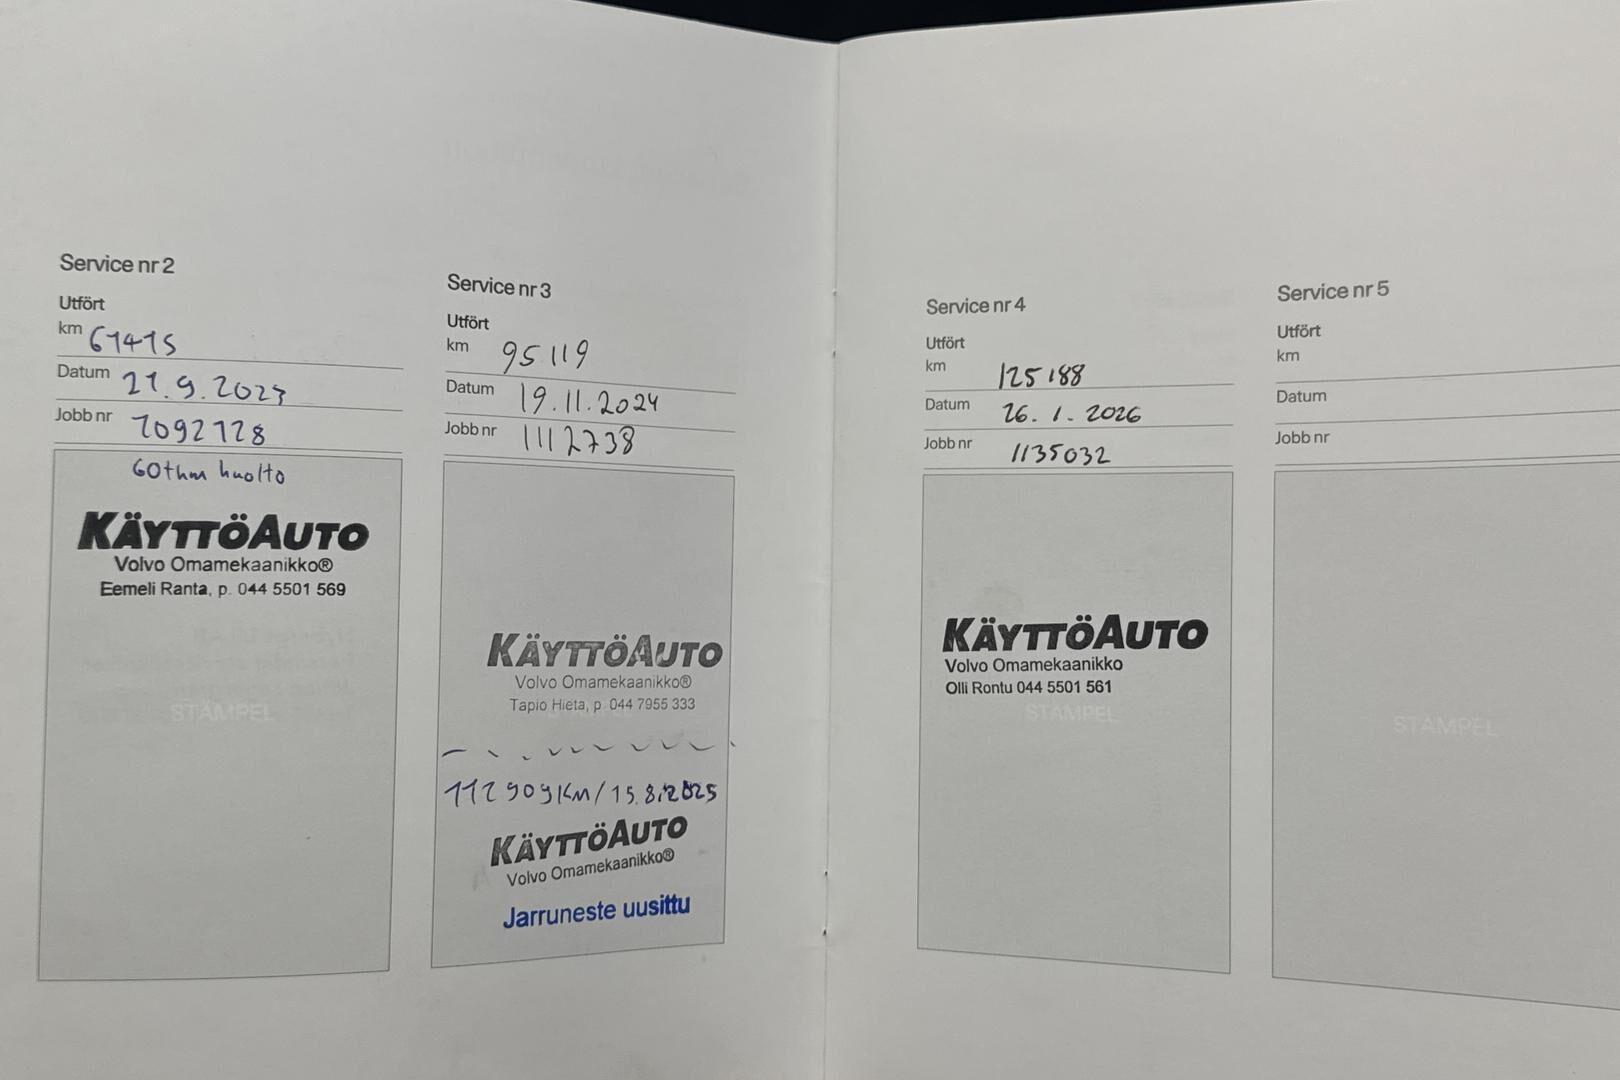 Service nr 2
Utfört
km 61415
Datum 21.9.2023
Jobb nr 1092128
60tkm huolto
KÄYTTÖAUTO
Volvo Omamekaanikko®
Eemeli Ranta, p. 044 5501 569
STÄMPEL
Service nr 3
Utfört
km 95119
Datum 19.11.2024
Jobb nr 1112738
KÄYTTÖAUTO
Volvo Omamekaanikko®
Tapio Hieta, p. 044 7955 333
112909KM/15.8.2025
KÄYTTÖAUTO
Volvo Omamekaanikko®
Jarruneste uusittu
Service nr 4
Utfört
km 125188
Datum 26.1.2026
Jobb nr 1135032
KÄYTTÖAUTO
Volvo Omamekaanikko
Olli Rontu 044 5501 561
STÄMPEL
Service nr 5
Utfört
km
Datum
Jobb nr
STÄMPEL